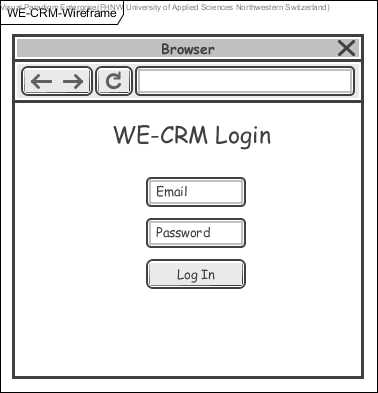 Visual Paradigm Enterprise(FHNW University of Applied Sciences Northwestern Switzerland)
WE-CRM-Wireframe
Browser
WE-CRM Login
Email
Password
Log In